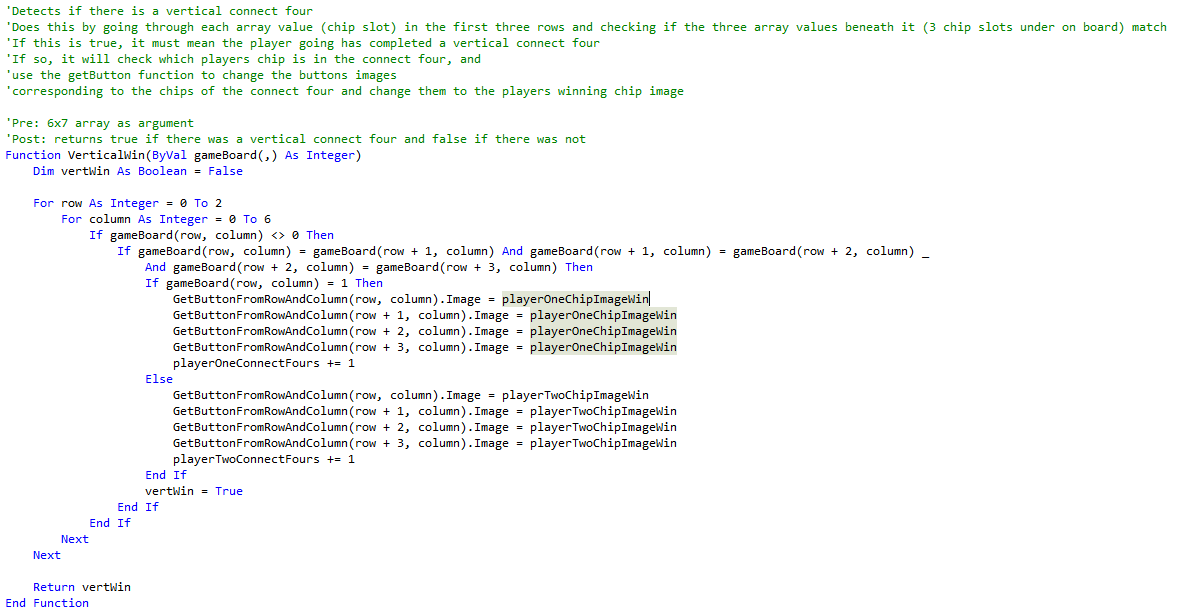 'Detects if there is a vertical connect four
'Does this by going through each array value (chip slot) in the first three rows and checking if the three array values beneath it (3 chip slots under on board) match
'If this is true, it must mean the player going has completed a vertical connect four
'If so, it will check which players chip is in the connect four, and
'use the getButton function to change the buttons images
'corresponding to the chips of the connect four and change them to the players winning chip image

'Pre: 6x7 array as argument
'Post: returns true if there was a vertical connect four and false if there was not
Function VerticalWin(ByVal gameBoard(,) As Integer)
    Dim vertWin As Boolean = False

    For row As Integer = 0 To 2
        For column As Integer = 0 To 6
            If gameBoard(row, column) <> 0 Then
                If gameBoard(row, column) = gameBoard(row + 1, column) And gameBoard(row + 1, column) = gameBoard(row + 2, column) _
                    And gameBoard(row + 2, column) = gameBoard(row + 3, column) Then
                    If gameBoard(row, column) = 1 Then
                        GetButtonFromRowAndColumn(row, column).Image = playerOneChipImageWin
                        GetButtonFromRowAndColumn(row + 1, column).Image = playerOneChipImageWin
                        GetButtonFromRowAndColumn(row + 2, column).Image = playerOneChipImageWin
                        GetButtonFromRowAndColumn(row + 3, column).Image = playerOneChipImageWin
                        playerOneConnectFours += 1
                    Else
                        GetButtonFromRowAndColumn(row, column).Image = playerTwoChipImageWin
                        GetButtonFromRowAndColumn(row + 1, column).Image = playerTwoChipImageWin
                        GetButtonFromRowAndColumn(row + 2, column).Image = playerTwoChipImageWin
                        GetButtonFromRowAndColumn(row + 3, column).Image = playerTwoChipImageWin
                        playerTwoConnectFours += 1
                    End If
                    vertWin = True
                End If
            End If
        Next
    Next

    Return vertWin
End Function